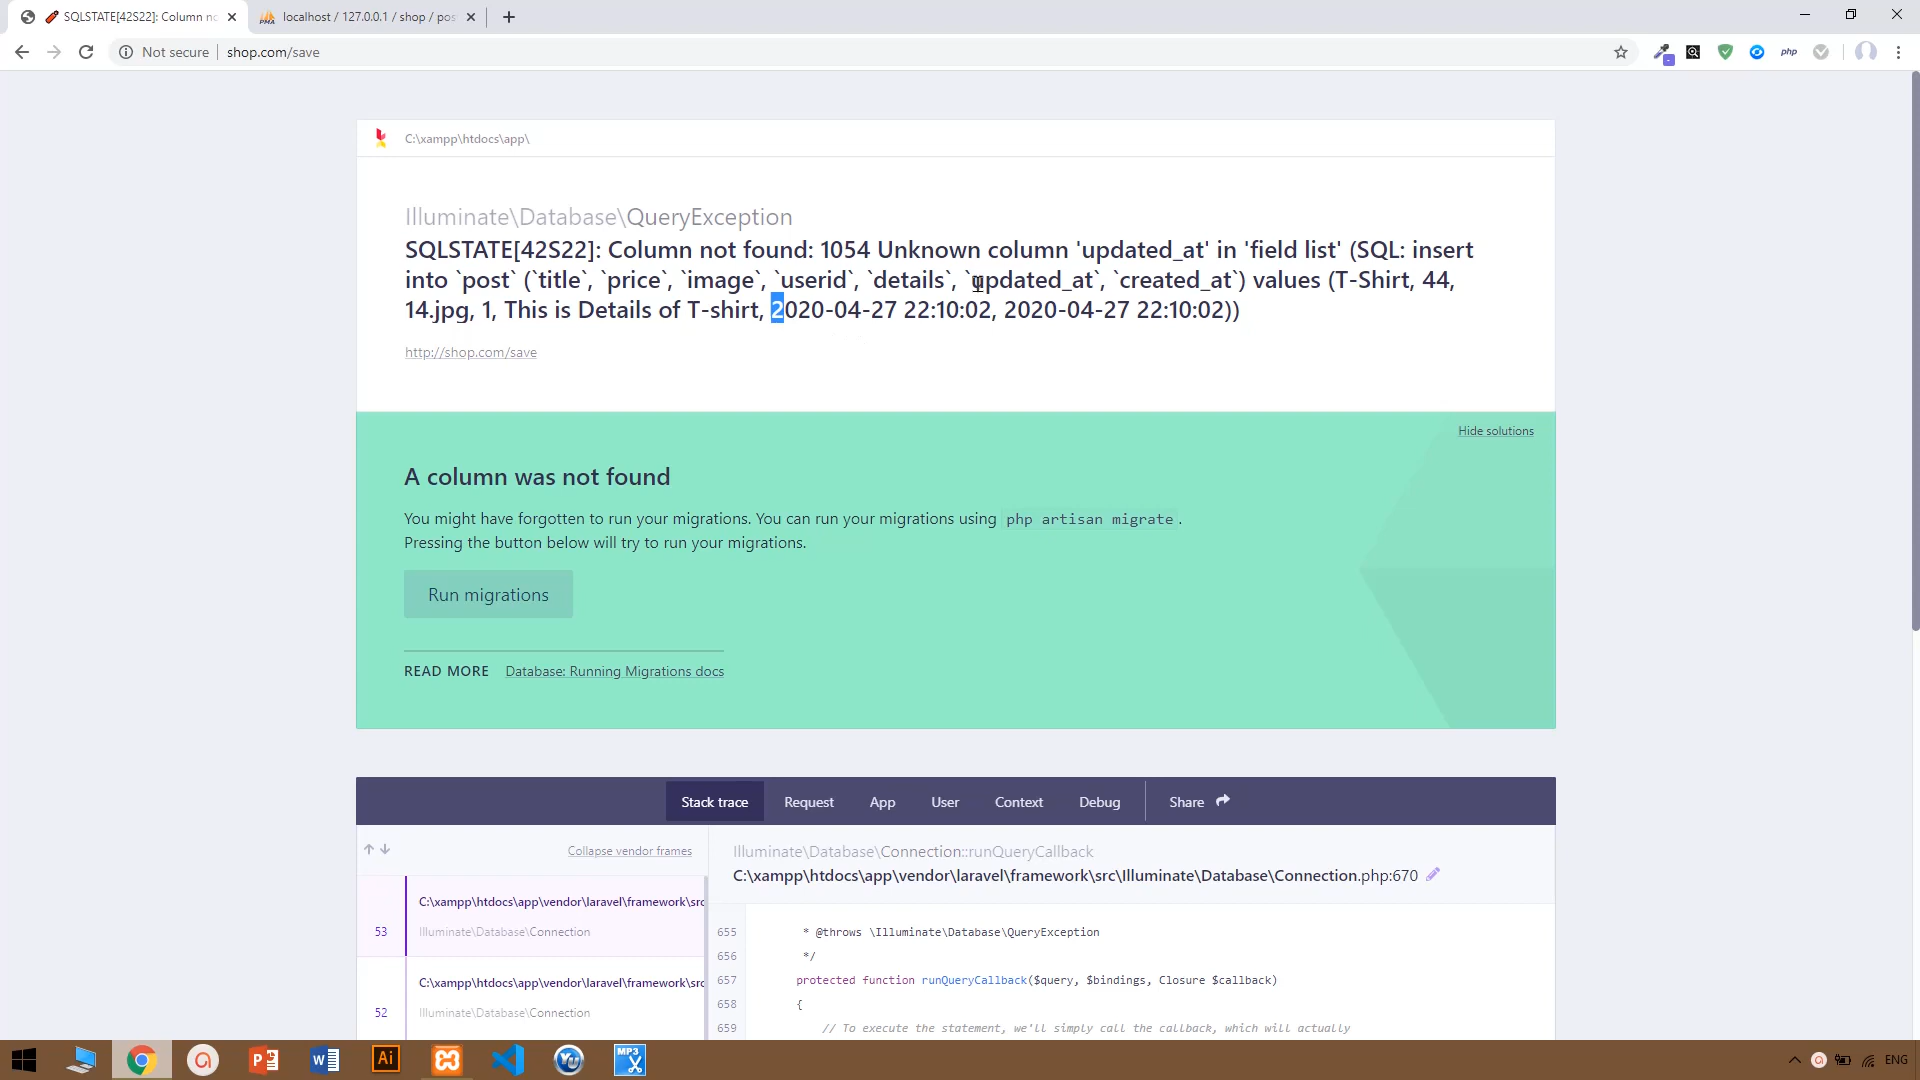 SQLSTATE[42S22]: Column no
localhost / 127.0.0.1 / shop / pos
Not secure
shop.com/save
php
C:\xampp\htdocs\app\
Illuminate\Database\QueryException
SQLSTATE[42S22]: Column not found: 1054 Unknown column 'updated_at' in 'field list' (SQL: insert
into `post` (`title`, `price`, `image`, `userid`, `details`, `updated_at`, `created_at`) values (T-Shirt, 44,
14.jpg, 1, This is Details of T-shirt, 2020-04-27 22:10:02, 2020-04-27 22:10:02))
http://shop.com/save
Hide solutions
A column was not found
You might have forgotten to run your migrations. You can run your migrations using php artisan migrate.
Pressing the button below will try to run your migrations.
Run migrations
READ MORE Database: Running Migrations docs
Stack trace Request App User Context Debug Share
Collapse vendor frames
C:\xampp\htdocs\app\vendor\laravel\framework\src
53 Illuminate\Database\Connection
C:\xampp\htdocs\app\vendor\laravel\framework\src
52 Illuminate\Database\Connection
Illuminate\Database\Connection::runQueryCallback
C:\xampp\htdocs\app\vendor\laravel\framework\src\Illuminate\Database\Connection.php:670
655 * @throws \Illuminate\Database\QueryException
656 */
657 protected function runQueryCallback($query, $bindings, Closure $callback)
658 {
659 // To execute the statement, we'll simply call the callback, which will actually
Ai
MP3
ENG